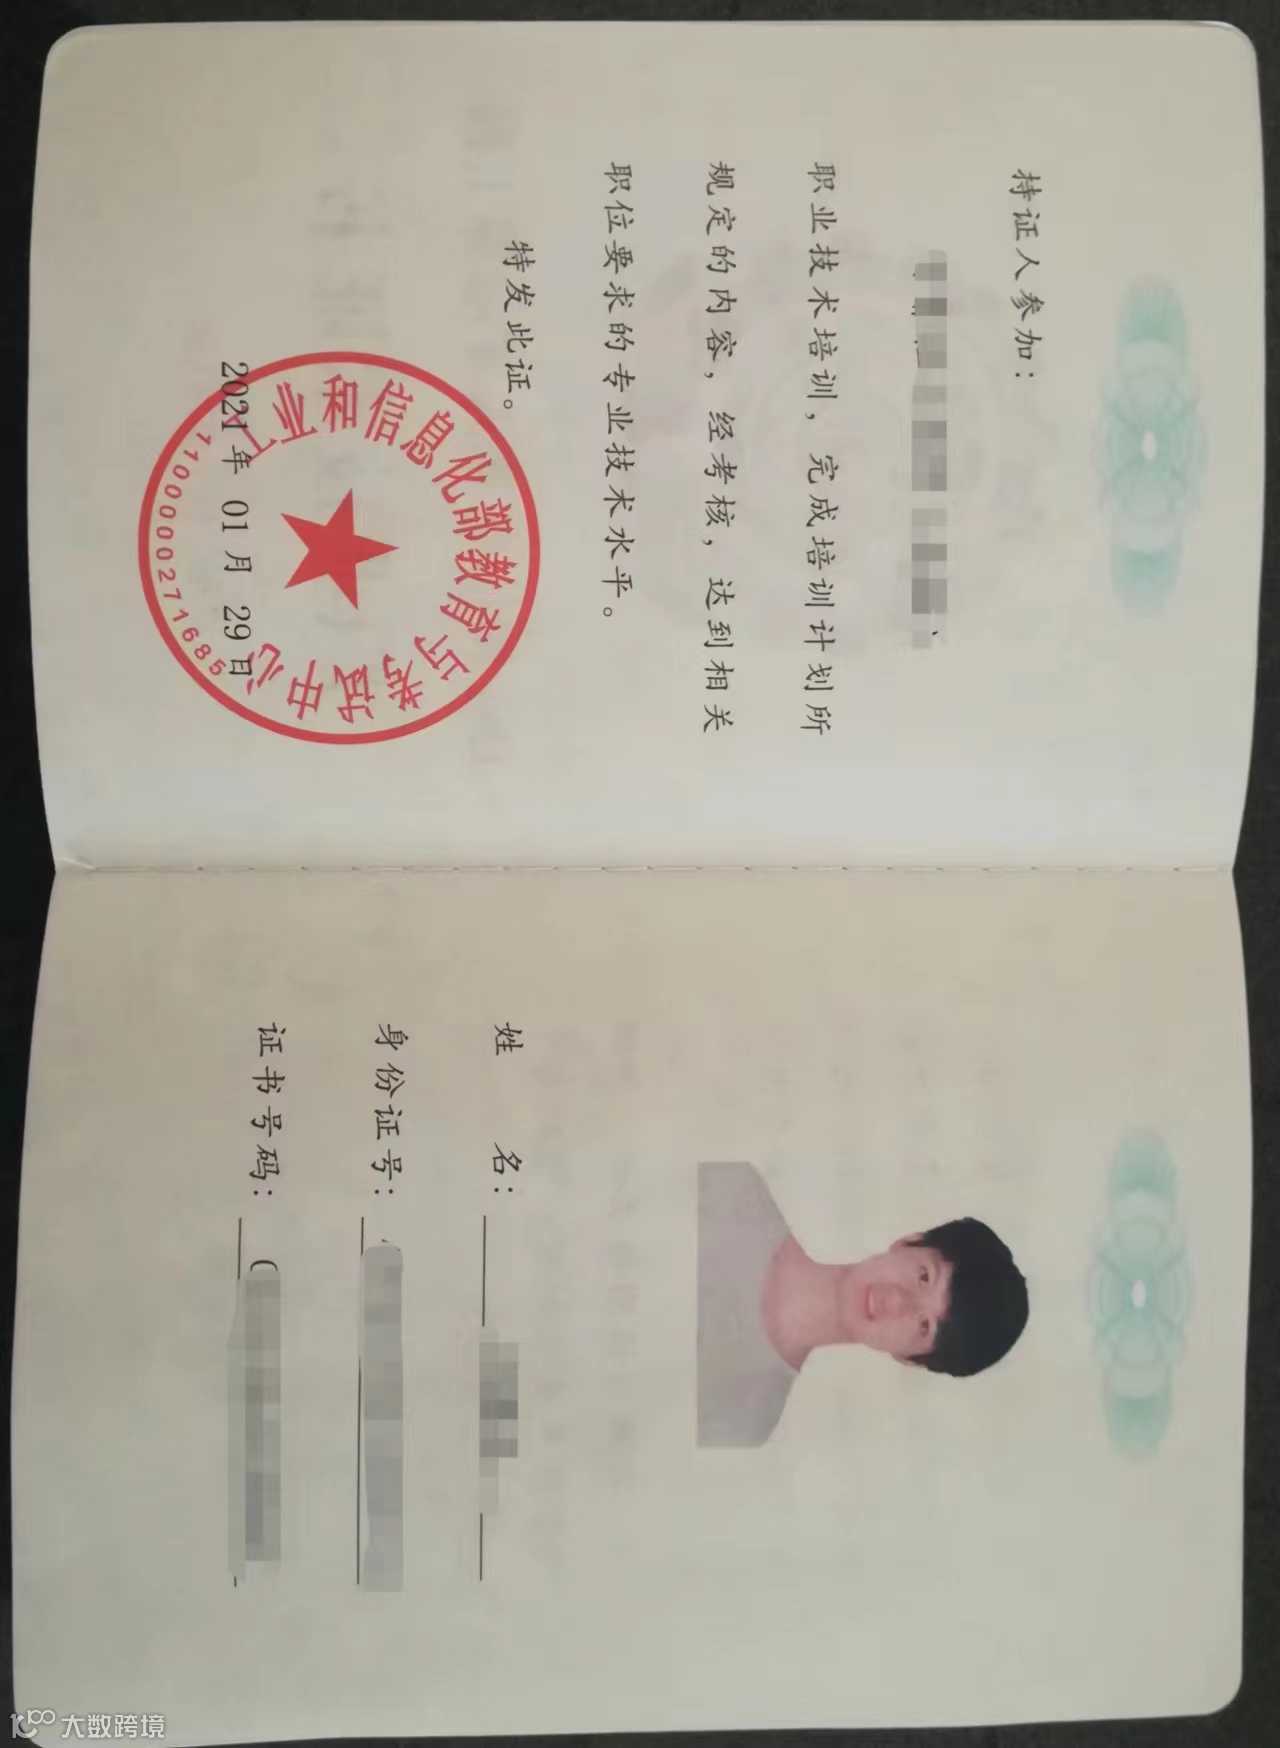 持证人参加：
职业技术培训，完成培训计划所
规定的内容，经考核，达到相关
职位要求的专业技术水平。
特发此证。
工业和信息化部教育与考试中心
2021年 01月 29日
1100000271685
姓 名：
身份证号：
证书号码：
大数跨境